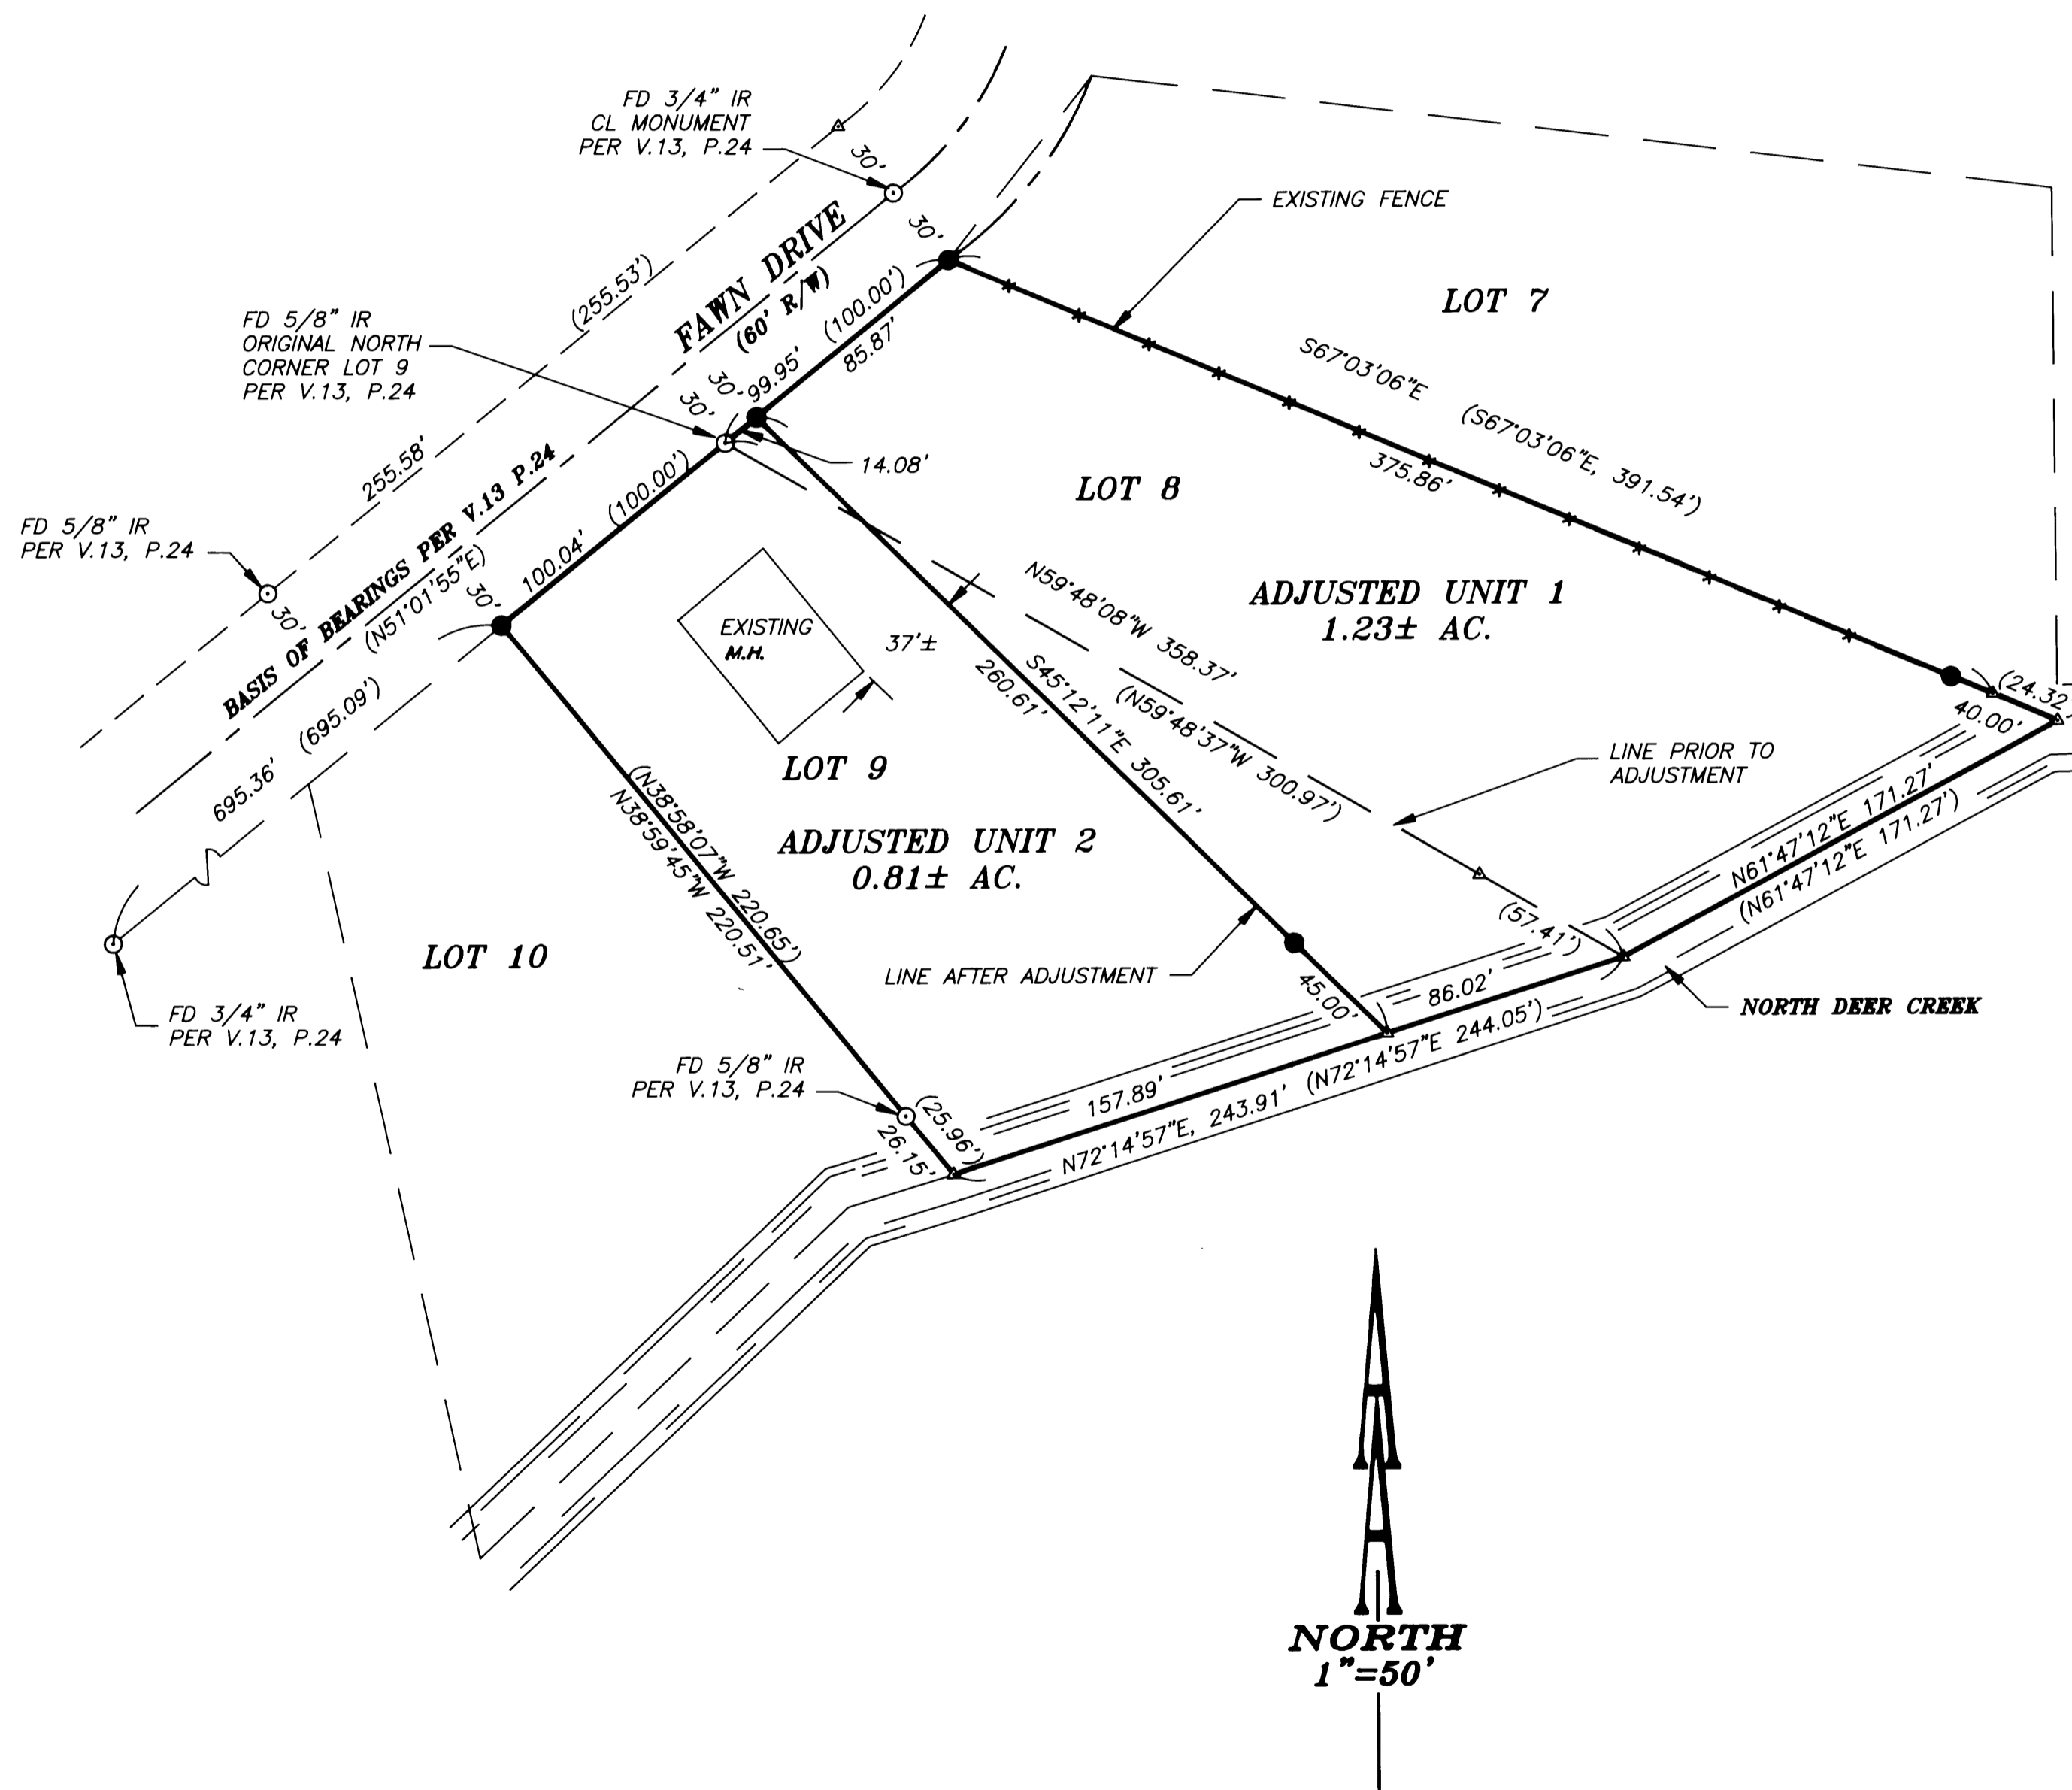 FD 3/4" IR
CL MONUMENT
PER V.13, P.24
30'
30'
EXISTING FENCE
FAWN DRIVE
(60' R/W)
(255.53')
255.58'
FD 5/8" IR
ORIGINAL NORTH
CORNER LOT 9
PER V.13, P.24
99.95' (100.00')
85.87'
30'
30'
14.08'
LOT 7
S67°03'06"E (S67°03'06"E, 391.54')
375.86'
LOT 8
FD 5/8" IR
PER V.13, P.24
30'
BASIS OF BEARINGS PER V.13 P.24
(N51°01'55"E)
30'
100.04' (100.00')
EXISTING
M.H.
37'±
N59°48'08"W 358.37'
(N59°48'37"W 300.97')
ADJUSTED UNIT 1
1.23± AC.
S45°12'11"E 305.61'
260.61'
(24.32'
40.00'
LINE PRIOR TO
ADJUSTMENT
695.36' (695.09')
LOT 9
ADJUSTED UNIT 2
0.81± AC.
(N38°58'07"W 220.65')
N38°59'45"W 220.51'
N61°47'12"E 171.27'
(N61°47'12"E 171.27')
(57.41')
LOT 10
LINE AFTER ADJUSTMENT
45.00'
86.02'
NORTH DEER CREEK
FD 3/4" IR
PER V.13, P.24
FD 5/8" IR
PER V.13, P.24
(25.96')
26.15'
157.89'
N72°14'57"E, 243.91' (N72°14'57"E 244.05')
NORTH
1"=50'